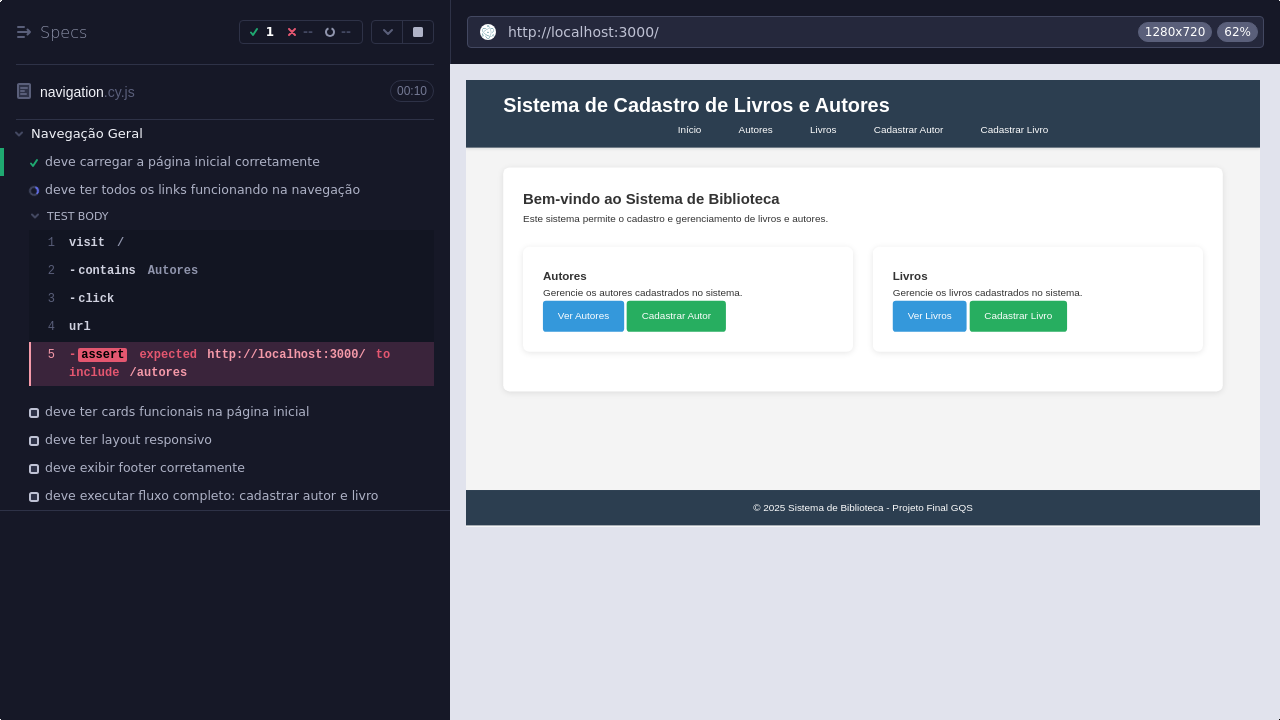 Specs
1
--
--
navigation.cy.js
00:10
Navegação Geral
deve carregar a página inicial corretamente
deve ter todos os links funcionando na navegação
TEST BODY
1 visit /
2 -contains Autores
3 -click
4 url
5 -assert expected http://localhost:3000/ to
include /autores
deve ter cards funcionais na página inicial
deve ter layout responsivo
deve exibir footer corretamente
deve executar fluxo completo: cadastrar autor e livro
http://localhost:3000/
1280x720
62%
Sistema de Cadastro de Livros e Autores
Início Autores Livros Cadastrar Autor Cadastrar Livro
Bem-vindo ao Sistema de Biblioteca
Este sistema permite o cadastro e gerenciamento de livros e autores.
Autores
Gerencie os autores cadastrados no sistema.
Ver Autores Cadastrar Autor
Livros
Gerencie os livros cadastrados no sistema.
Ver Livros Cadastrar Livro
© 2025 Sistema de Biblioteca - Projeto Final GQS